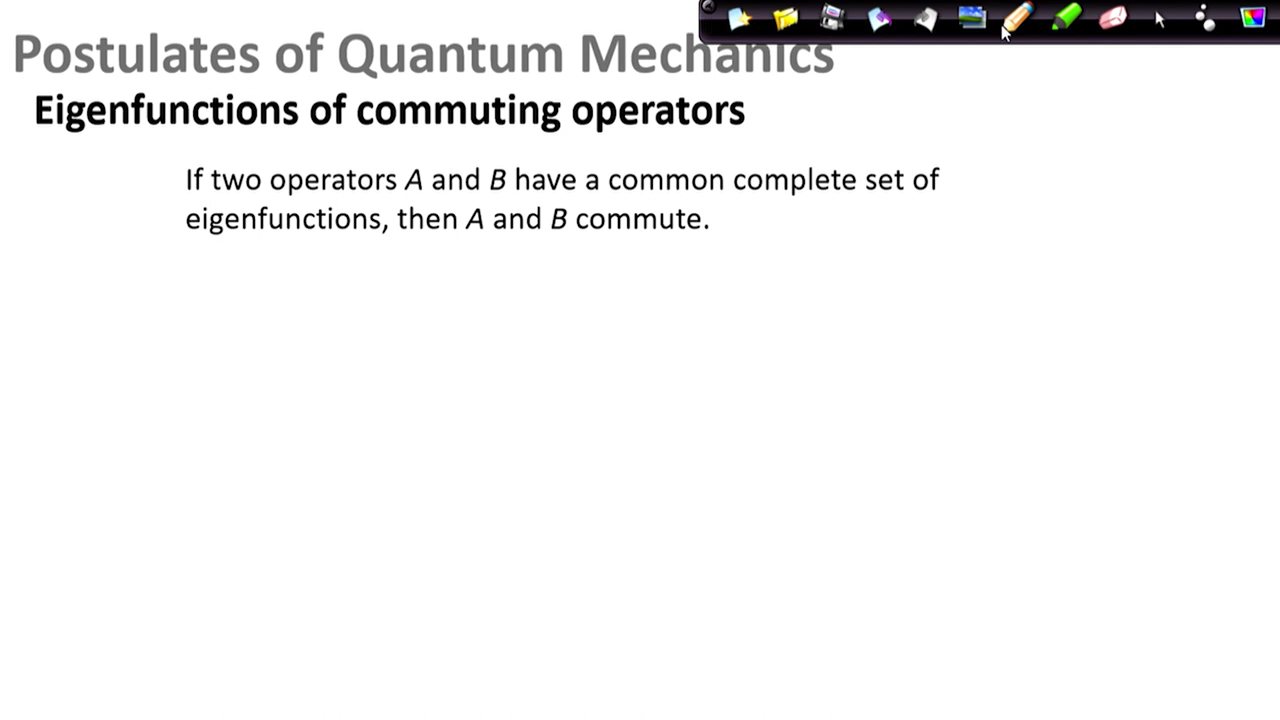 Postulates of Quantum Mechanics
Eigenfunctions of commuting operators
If two operators A and B have a common complete set of
eigenfunctions, then A and B commute.